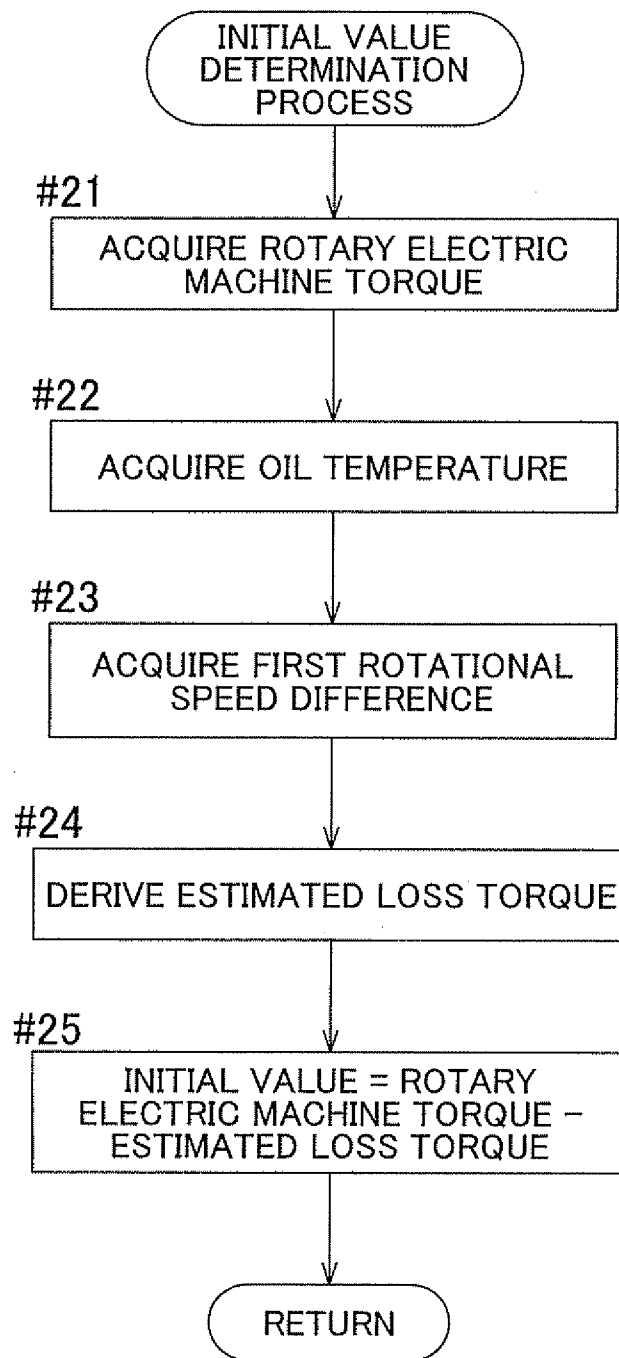 INITIAL VALUE
DETERMINATION
PROCESS
#21
ACQUIRE ROTARY ELECTRIC
MACHINE TORQUE
#22
ACQUIRE OIL TEMPERATURE
#23
ACQUIRE FIRST ROTATIONAL
SPEED DIFFERENCE
#24
DERIVE ESTIMATED LOSS TORQUE
#25
INITIAL VALUE = ROTARY
ELECTRIC MACHINE TORQUE −
ESTIMATED LOSS TORQUE
RETURN